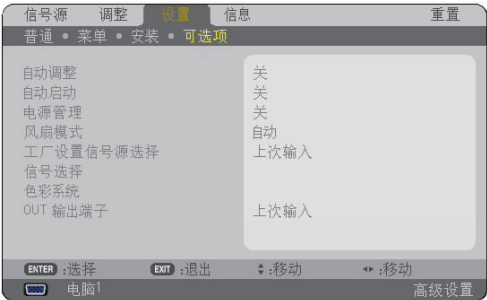 信号源 调整 设置 信息 重置
普通 • 菜单 • 安装 • 可选项
自动调整 关
自动启动 关
电源管理 关
风扇模式 自动
工厂设置信号源选择 上次输入
信号选择
色彩系统
OUT 输出端子 上次输入
ENTER :选择 EXIT :退出 :移动 :移动
电脑1 高级设置